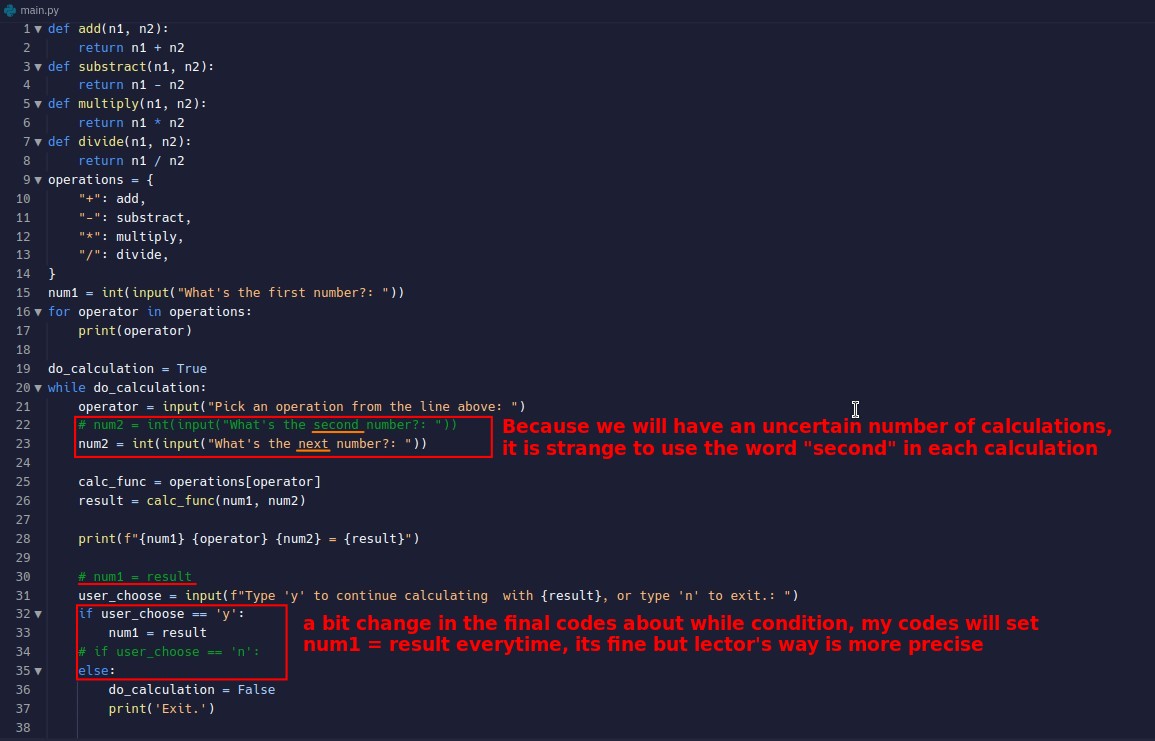 main.py
1 def add(n1, n2):
2     return n1 + n2
3 def substract(n1, n2):
4     return n1 - n2
5 def multiply(n1, n2):
6     return n1 * n2
7 def divide(n1, n2):
8     return n1 / n2
9 operations = {
10     "+": add,
11     "-": substract,
12     "*": multiply,
13     "/": divide,
14 }
15 num1 = int(input("What's the first number?: "))
16 for operator in operations:
17     print(operator)
18
19 do_calculation = True
20 while do_calculation:
21     operator = input("Pick an operation from the line above: ")
22     # num2 = int(input("What's the second number?: "))
23     num2 = int(input("What's the next number?: "))
Because we will have an uncertain number of calculations,
it is strange to use the word "second" in each calculation
24
25     calc_func = operations[operator]
26     result = calc_func(num1, num2)
27
28     print(f"{num1} {operator} {num2} = {result}")
29
30     # num1 = result
31     user_choose = input(f"Type 'y' to continue calculating  with {result}, or type 'n' to exit.: ")
32     if user_choose == 'y':
33         num1 = result
34     # if user_choose == 'n':
35     else:
a bit change in the final codes about while condition, my codes will set
num1 = result everytime, its fine but lector's way is more precise
36         do_calculation = False
37         print('Exit.')
38